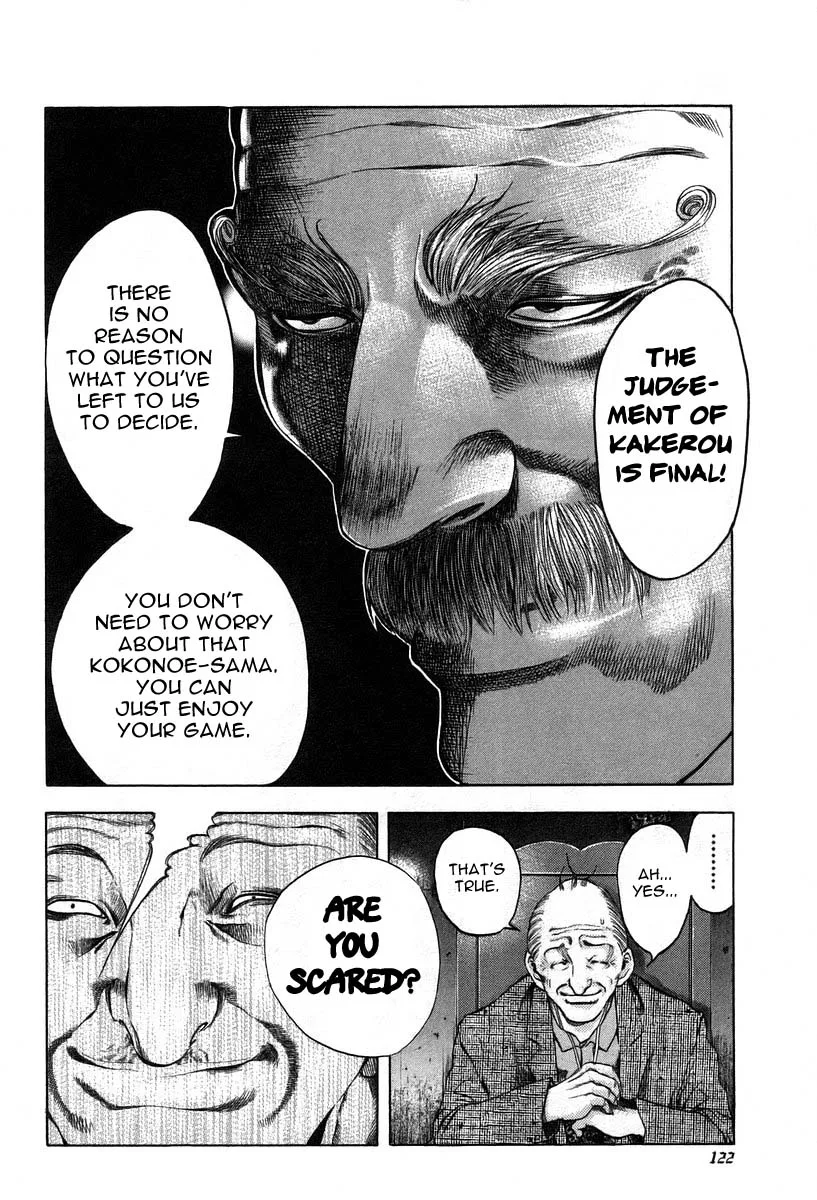 THE
JUDGE-
MENT OF
KAKEROU
IS FINAL!
THERE
IS NO
REASON
TO QUESTION
WHAT YOU'VE
LEFT TO US
TO DECIDE.
YOU DON'T
NEED TO WORRY
ABOUT THAT
KOKONOE-SAMA.
YOU CAN
JUST ENJOY
YOUR GAME.
.........
AH...
YES...
THAT'S
TRUE.
ARE
YOU
SCARED?
122